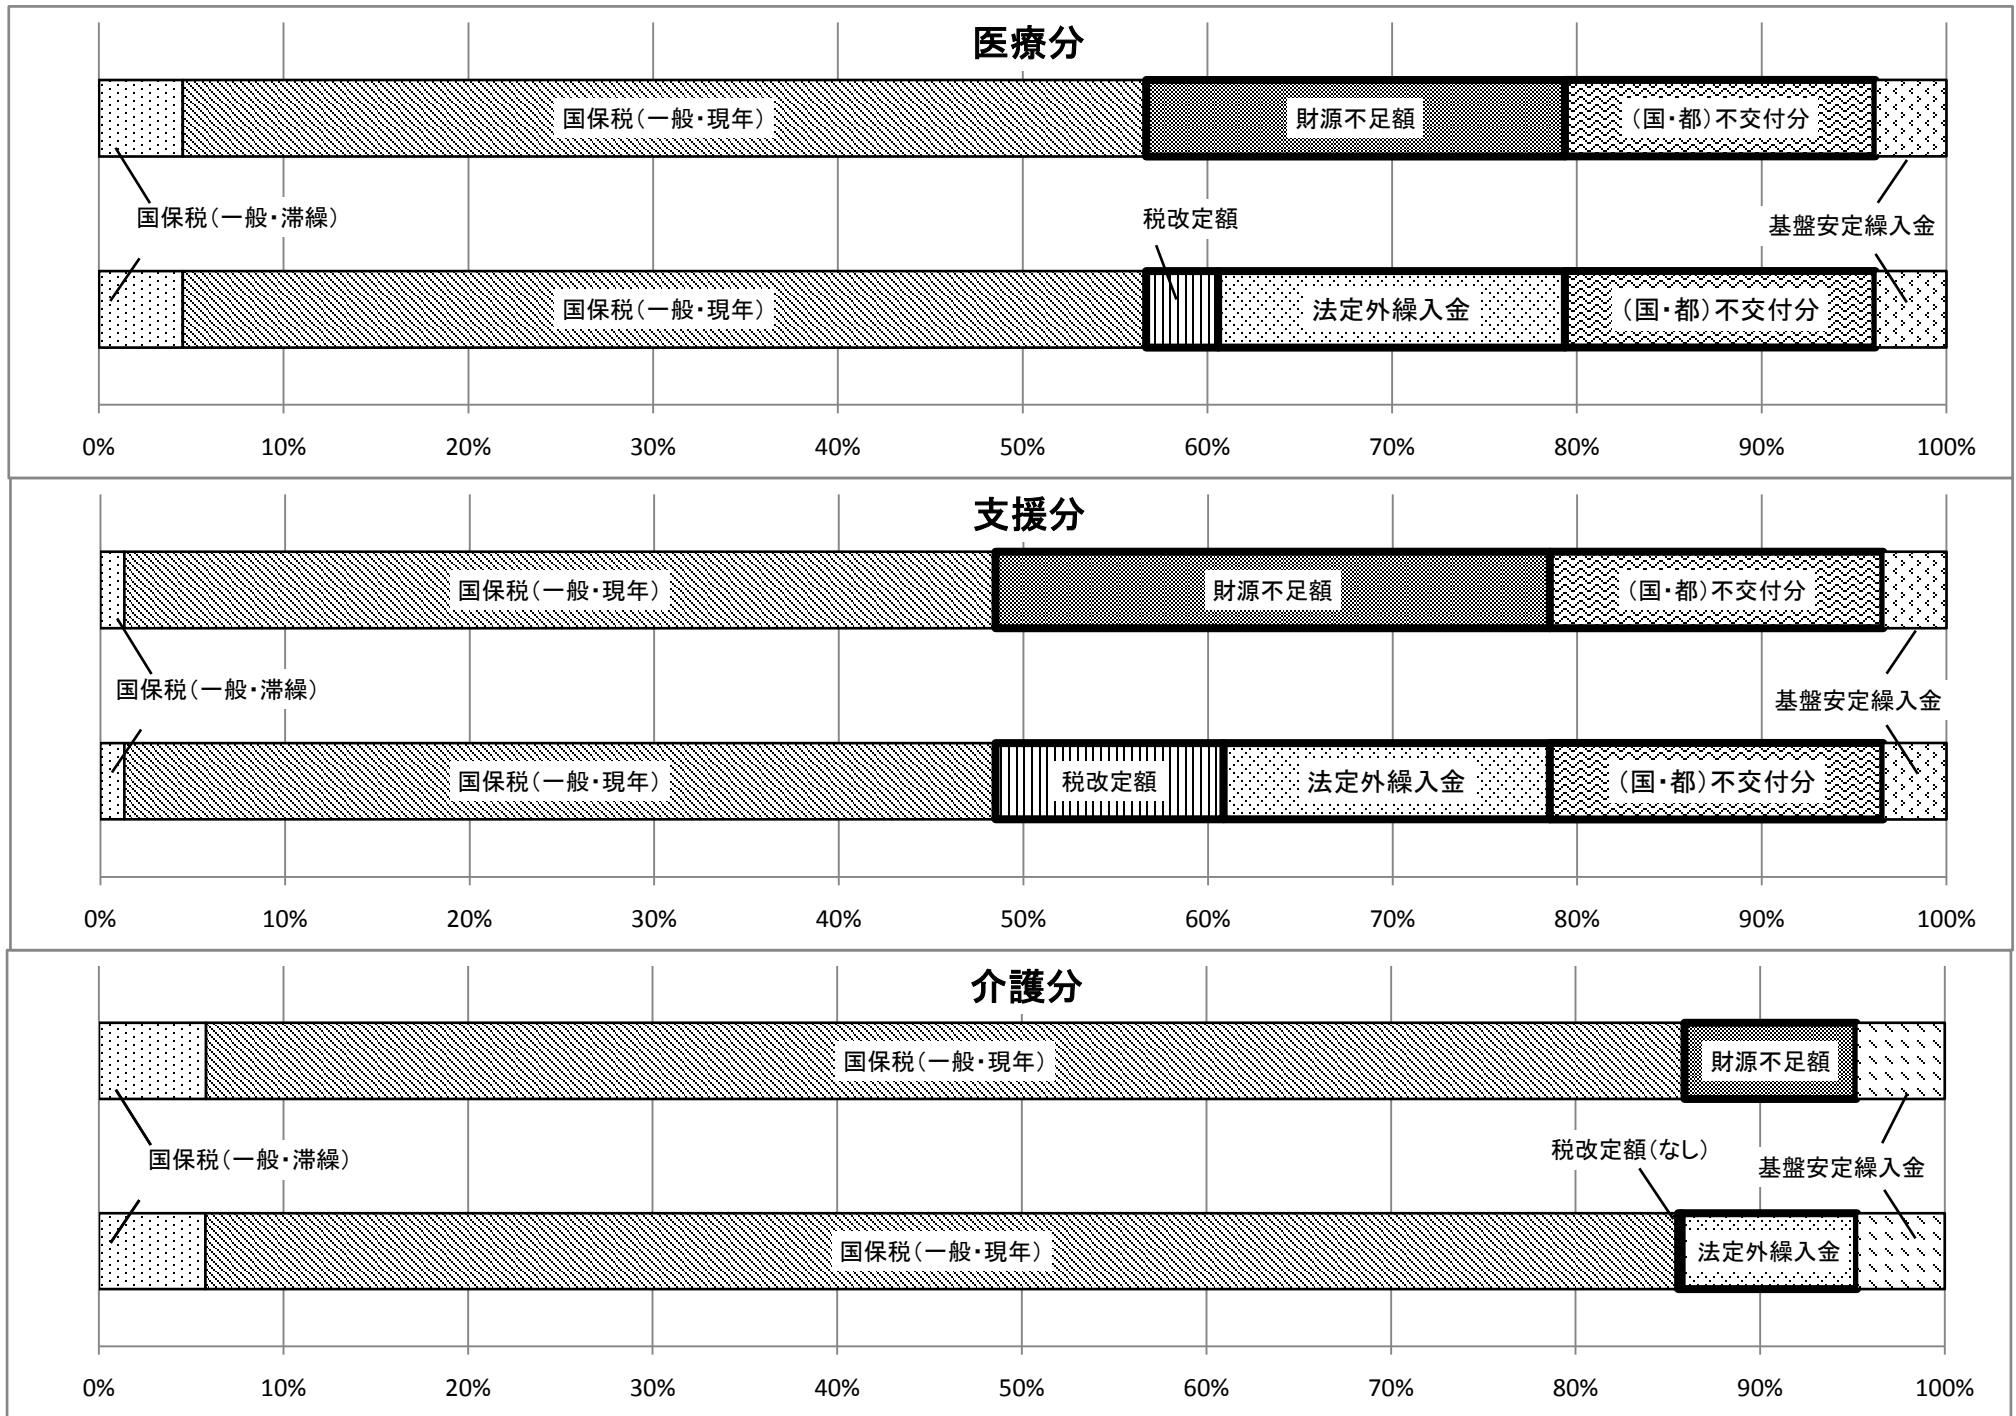 医療分
国保税(一般・現年) 財源不足額 (国・都)不交付分
国保税(一般・滞繰) 税改定額 基盤安定繰入金
国保税(一般・現年) 法定外繰入金 (国・都)不交付分
0% 10% 20% 30% 40% 50% 60% 70% 80% 90% 100%
支援分
国保税(一般・現年) 財源不足額 (国・都)不交付分
国保税(一般・滞繰) 基盤安定繰入金
国保税(一般・現年) 税改定額 法定外繰入金 (国・都)不交付分
0% 10% 20% 30% 40% 50% 60% 70% 80% 90% 100%
介護分
国保税(一般・現年) 財源不足額
国保税(一般・滞繰) 税改定額(なし) 基盤安定繰入金
国保税(一般・現年) 法定外繰入金
0% 10% 20% 30% 40% 50% 60% 70% 80% 90% 100%